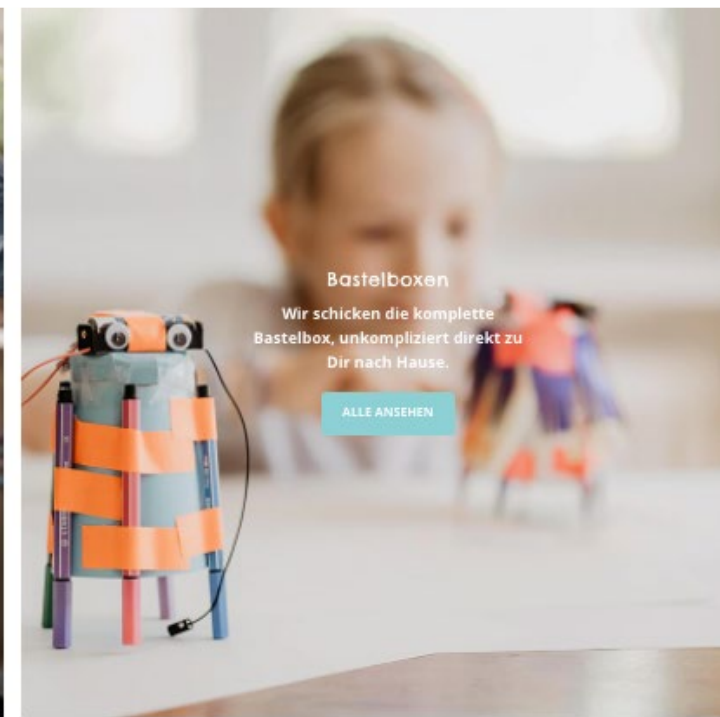 Bastelboxen
Wir schicken die komplette
Bastelbox, unkompliziert direkt zu
Dir nach Hause.
ALLE ANSEHEN